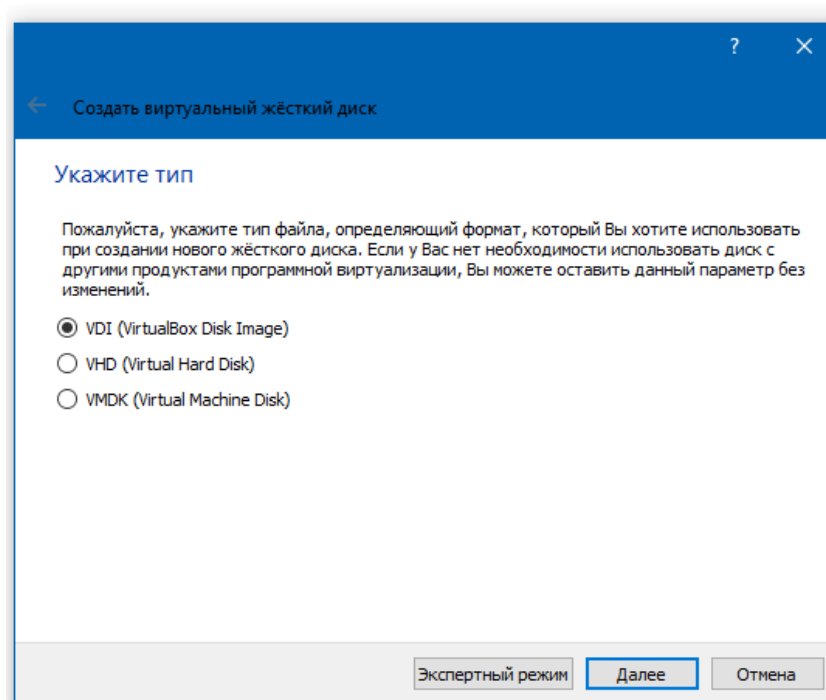 ?
Создать виртуальный жёсткий диск
Укажите тип
Пожалуйста, укажите тип файла, определяющий формат, который Вы хотите использовать
при создании нового жёсткого диска. Если у Вас нет необходимости использовать диск с
другими продуктами программной виртуализации, Вы можете оставить данный параметр без
изменений.
VDI (VirtualBox Disk Image)
VHD (Virtual Hard Disk)
VMDK (Virtual Machine Disk)
Экспертный режим Далее Отмена